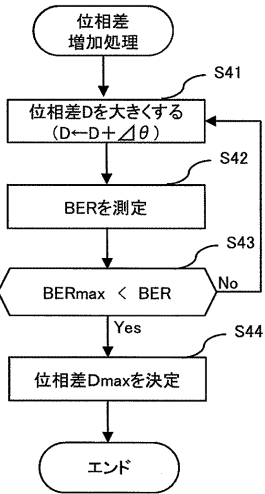 位相差
増加処理
S41
位相差Dを大きくする
(D←D+⊿θ)
S42
BERを測定
S43
BERmax < BER
No
Yes
S44
位相差Dmaxを決定
エンド